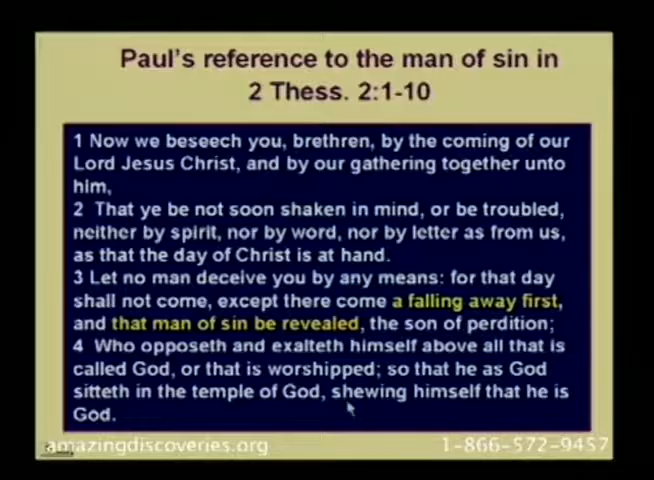 Paul's reference to the man of sin in
2 Thess. 2:1-10
1 Now we beseech you, brethren, by the coming of our
Lord Jesus Christ, and by our gathering together unto
him,
2 That ye be not soon shaken in mind, or be troubled,
neither by spirit, nor by word, nor by letter as from us,
as that the day of Christ is at hand.
3 Let no man deceive you by any means: for that day
shall not come, except there come a falling away first,
and that man of sin be revealed, the son of perdition;
4 Who opposeth and exalteth himself above all that is
called God, or that is worshipped; so that he as God
sitteth in the temple of God, shewing himself that he is
God.
amazingdiscoveries.org
1-866-572-9457